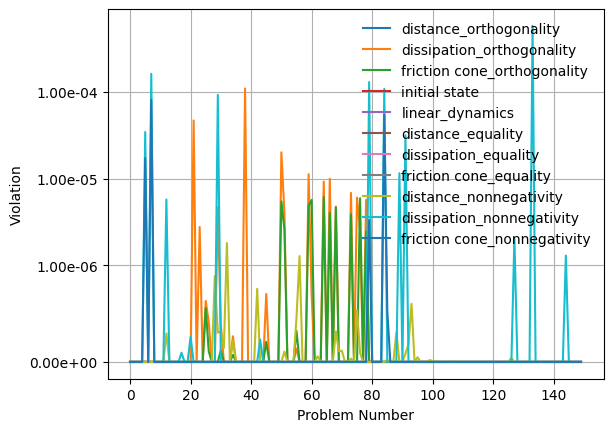 distance_orthogonality
dissipation_orthogonality
friction cone_orthogonality
initial state
linear_dynamics
distance_equality
dissipation_equality
friction cone_equality
distance_nonnegativity
dissipation_nonnegativity
friction cone_nonnegativity
1.00e-04
1.00e-05
1.00e-06
0.00e+00
Violation
0 20 40 60 80 100 120 140
Problem Number